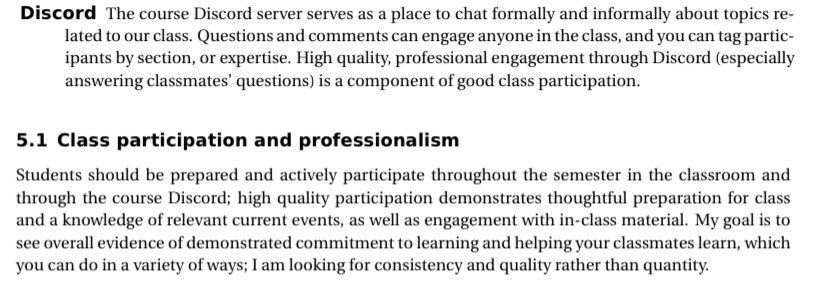 Discord The course Discord server serves as a place to chat formally and informally about topics re-
lated to our class. Questions and comments can engage anyone in the class, and you can tag partic-
ipants by section, or expertise. High quality, professional engagement through Discord (especially
answering classmates' questions) is a component of good class participation.
5.1 Class participation and professionalism
Students should be prepared and actively participate throughout the semester in the classroom and
through the course Discord; high quality participation demonstrates thoughtful preparation for class
and a knowledge of relevant current events, as well as engagement with in-class material. My goal is to
see overall evidence of demonstrated commitment to learning and helping your classmates learn, which
you can do in a variety of ways; I am looking for consistency and quality rather than quantity.